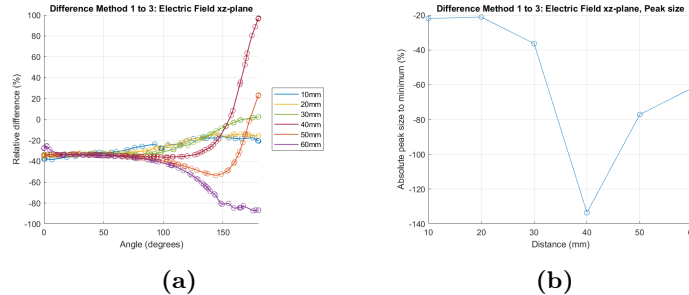 Difference Method 1 to 3: Electric Field xz-plane
100
80
60
40
20
0
-20
-40
-60
-80
-100
Relative difference (%)
0
50
100
150
Angle (degrees)
10mm
20mm
30mm
40mm
50mm
60mm
(a)
Difference Method 1 to 3: Electric Field xz-plane, Peak size
-20
-40
-60
-80
-100
-120
-140
Absolute peak size to minimum (%)
10
20
30
40
50
Distance (mm)
(b)